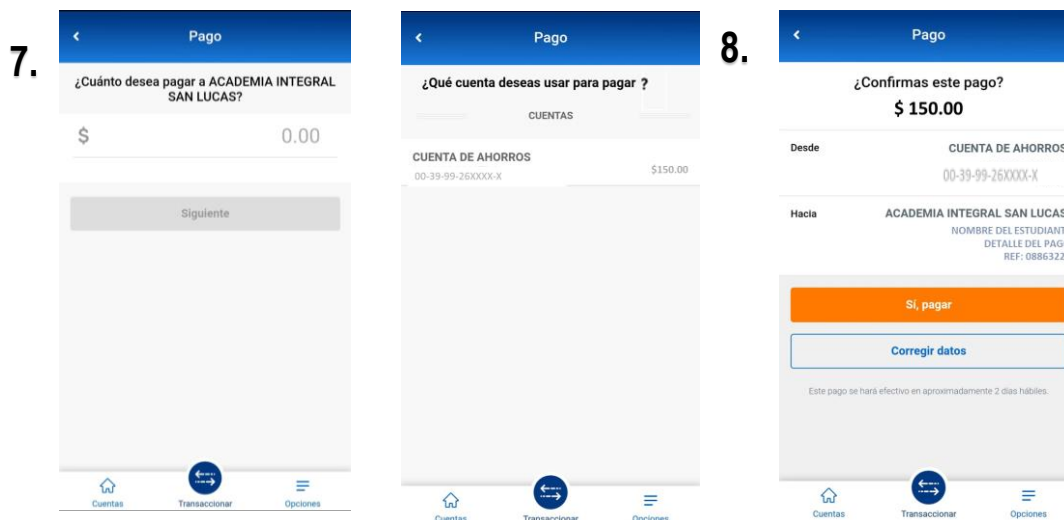 7.
Pago
¿Cuánto desea pagar a ACADEMIA INTEGRAL
SAN LUCAS?
$ 0.00
Siguiente
Cuentas
Transaccionar
Opciones
Pago
¿Qué cuenta deseas usar para pagar ?
CUENTAS
CUENTA DE AHORROS
00-39-99-26XXXX-X
$150.00
Cuentas
Transaccionar
Opciones
8.
Pago
¿Confirmas este pago?
$ 150.00
Desde
CUENTA DE AHORROS
00-39-99-26XXXX-X
Hacia
ACADEMIA INTEGRAL SAN LUCAS
NOMBRE DEL ESTUDIANT
DETALLE DEL PAG
REF: 0886322
Sí, pagar
Corregir datos
Este pago se hará efectivo en aproximadamente 2 días hábiles.
Cuentas
Transaccionar
Opciones